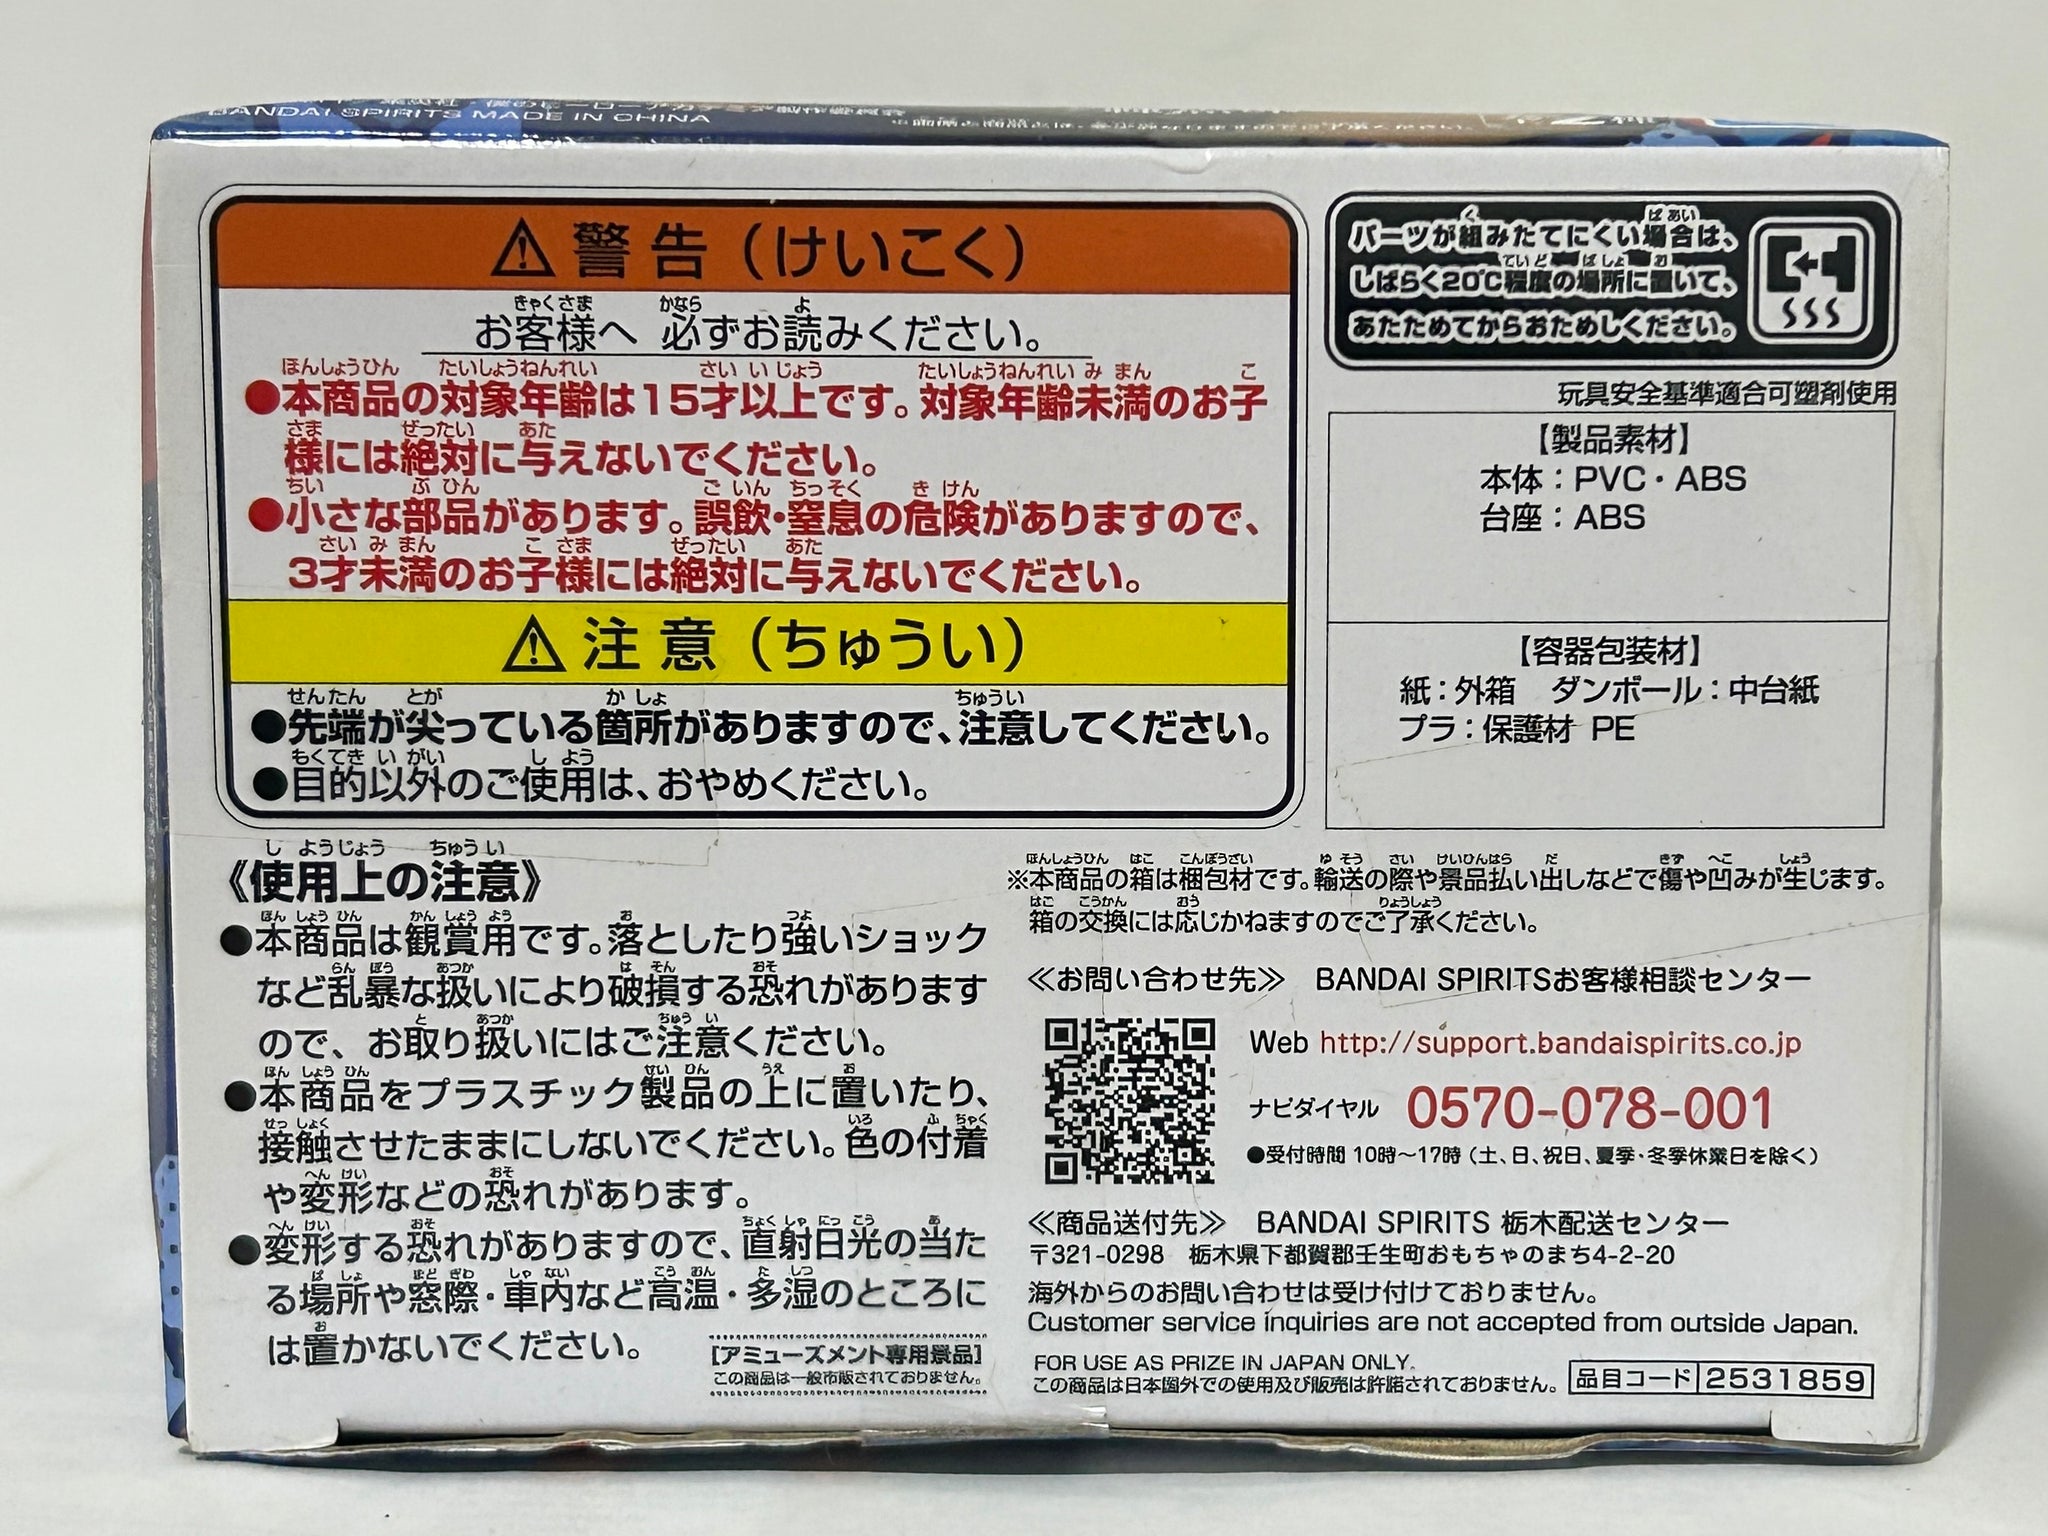 BANDAI SPIRITS MADE IN CHINA
警告（けいこく）
お客様へ 必ずお読みください。
●本商品の対象年齢は15才以上です。対象年齢未満のお子
様には絶対に与えないでください。
●小さな部品があります。誤飲・窒息の危険がありますので、
3才未満のお子様には絶対に与えないでください。
注意（ちゅうい）
●先端が尖っている箇所がありますので、注意してください。
●目的以外のご使用は、おやめください。
パーツが組みたてにくい場合は、
しばらく20℃程度の場所に置いて、
あたためてからおためしください。
玩具安全基準適合可塑剤使用
【製品素材】
本体：PVC・ABS
台座：ABS
【容器包装材】
紙：外箱　ダンボール：中台紙
プラ：保護材 PE
《使用上の注意》
●本商品は観賞用です。落としたり強いショック
など乱暴な扱いにより破損する恐れがあります
ので、お取り扱いにはご注意ください。
●本商品をプラスチック製品の上に置いたり、
接触させたままにしないでください。色の付着
や変形などの恐れがあります。
●変形する恐れがありますので、直射日光の当た
る場所や窓際・車内など高温・多湿のところに
は置かないでください。
[アミューズメント専用景品]
この商品は一般市販されておりません。
※本商品の箱は梱包材です。輸送の際や景品払い出しなどで傷や凹みが生じます。
箱の交換には応じかねますのでご了承ください。
≪お問い合わせ先≫　BANDAI SPIRITSお客様相談センター
Web http://support.bandaispirits.co.jp
ナビダイヤル 0570-078-001
●受付時間 10時～17時（土、日、祝日、夏季・冬季休業日を除く）
≪商品送付先≫　BANDAI SPIRITS 栃木配送センター
〒321-0298　栃木県下都賀郡壬生町おもちゃのまち4-2-20
海外からのお問い合わせは受け付けておりません。
Customer service inquiries are not accepted from outside Japan.
FOR USE AS PRIZE IN JAPAN ONLY.
この商品は日本国外での使用及び販売は許諾されておりません。
品目コード 2531859